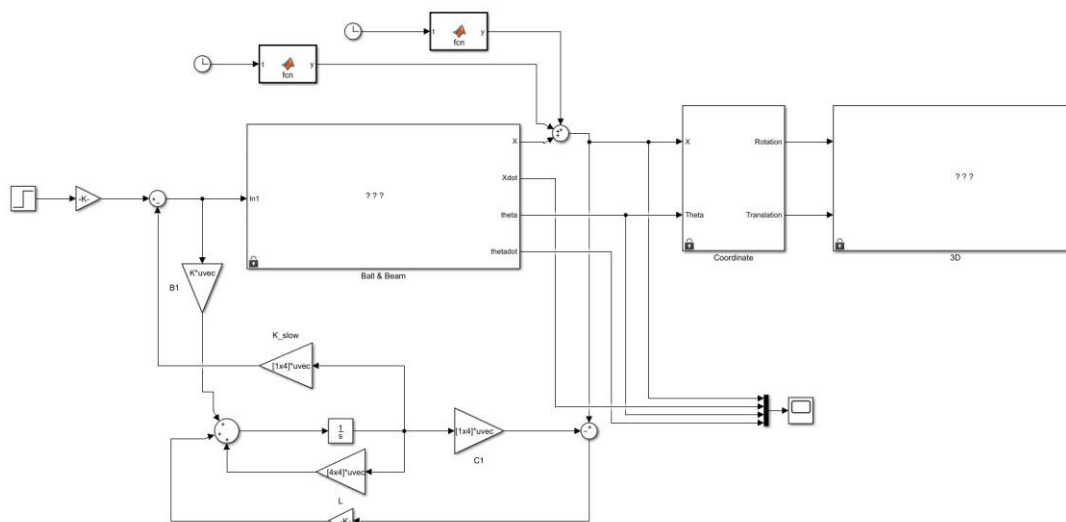 t
fcn
y
t
fcn
y
-K-
+
-
In1
? ? ?
X
Xdot
theta
thetadot
Ball & Beam
X
Theta
Rotation
Translation
Coordinate
? ? ?
3D
K*uvec
B1
K_slow
[1x4]*uvec
1
s
[1x4]*uvec
C1
[4x4]*uvec
L
-K-